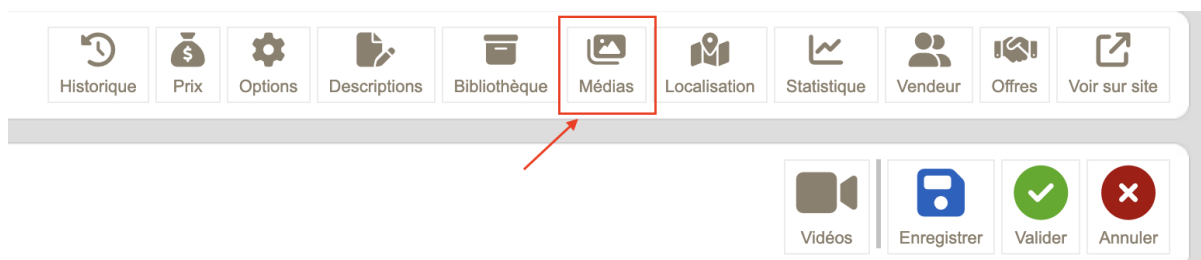 Historique Prix Options Descriptions Bibliothèque Médias Localisation Statistique Vendeur Offres Voir sur site
Vidéos Enregistrer Valider Annuler